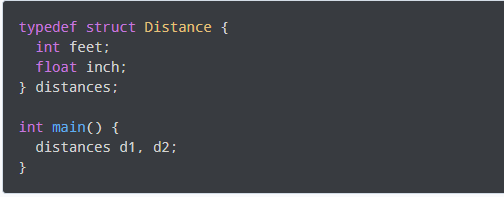 typedef struct Distance {
  int feet;
  float inch;
} distances;

int main() {
  distances d1, d2;
}